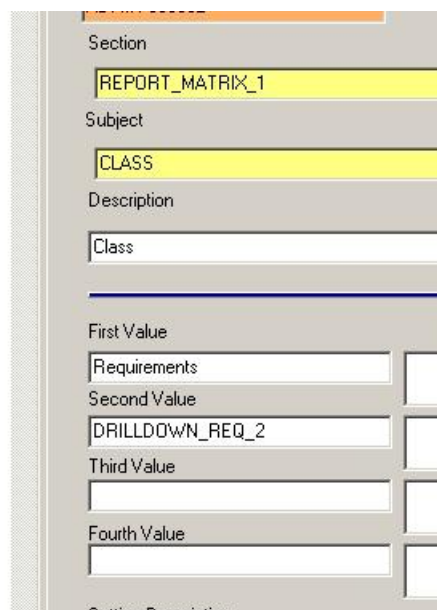 Section
REPORT_MATRIX_1
Subject
CLASS
Description
Class
First Value
Requirements
Second Value
DRILLDOWN_REQ_2
Third Value
Fourth Value